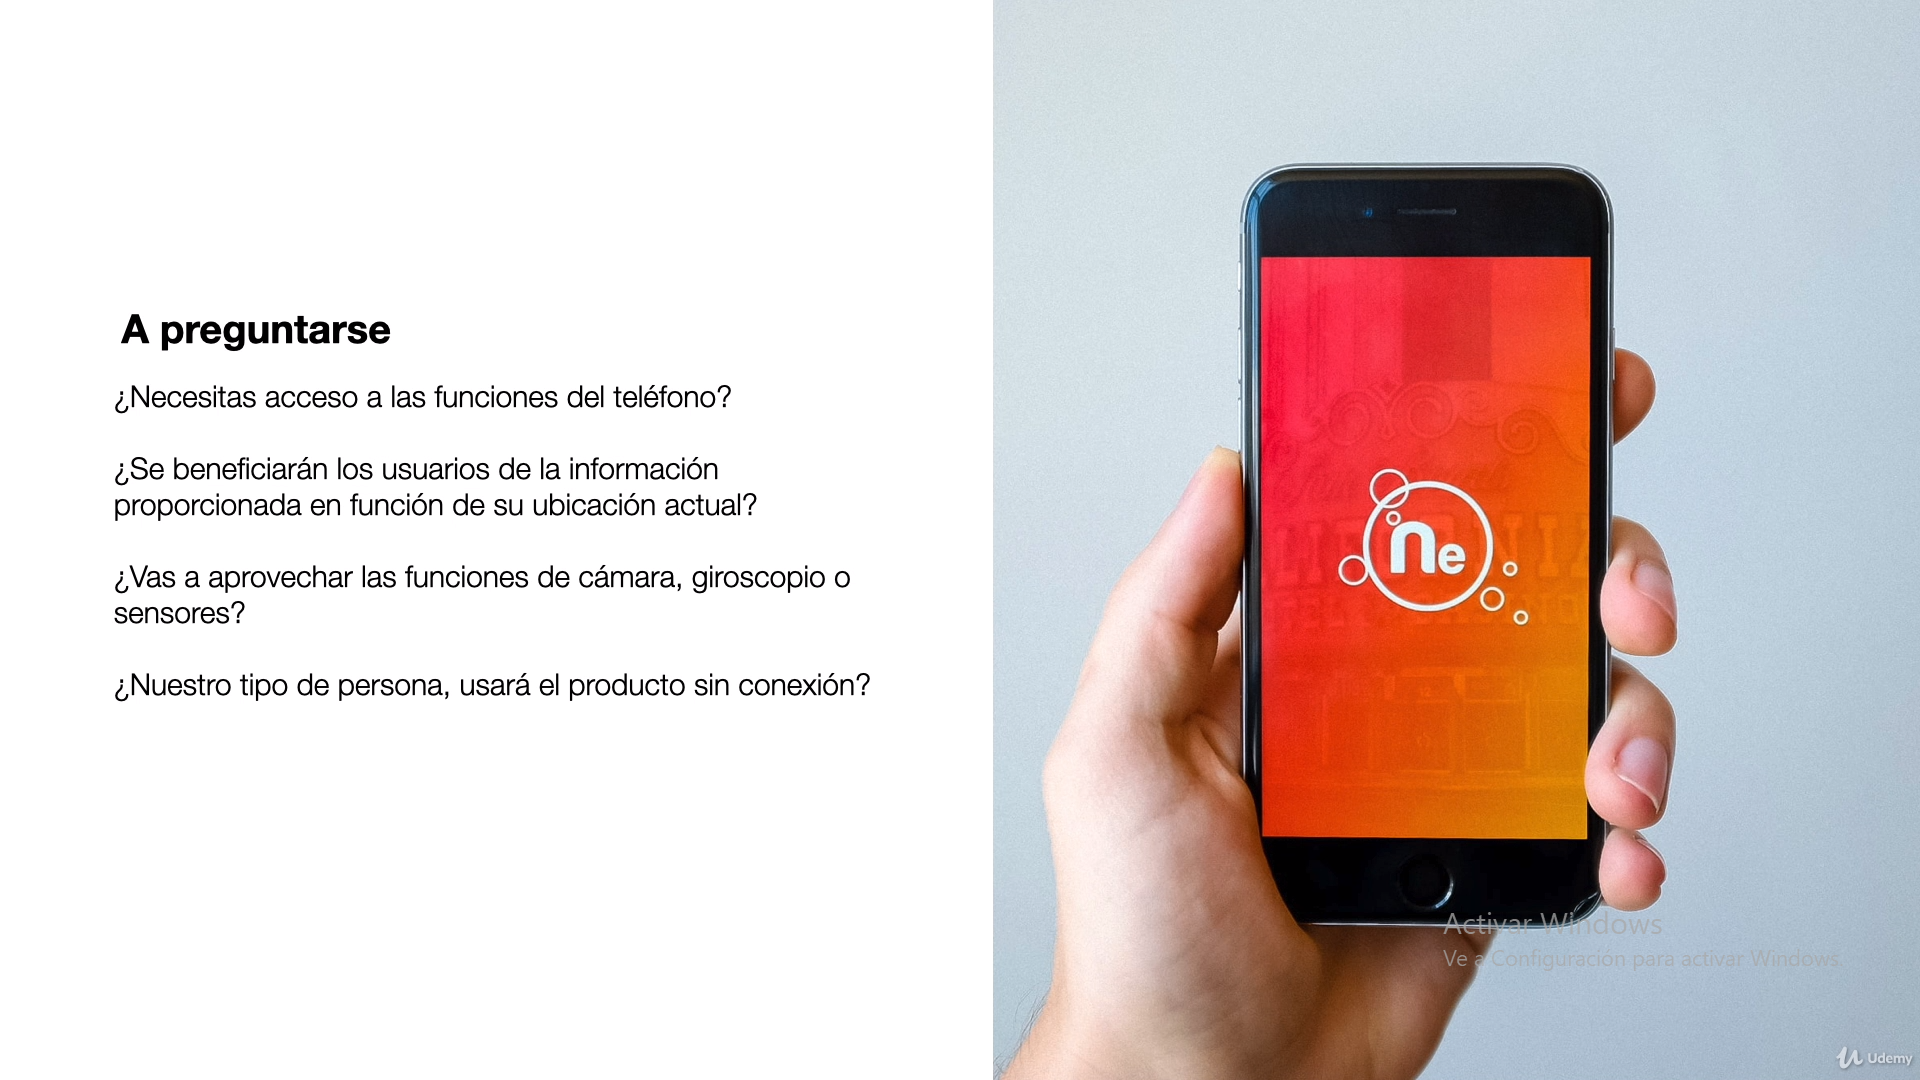 A preguntarse
¿Necesitas acceso a las funciones del teléfono?
¿Se beneficiarán los usuarios de la información
proporcionada en función de su ubicación actual?
¿Vas a aprovechar las funciones de cámara, giroscopio o
sensores?
¿Nuestro tipo de persona, usará el producto sin conexión?
ne
Activar Windows
Ve a Configuración para activar Windows.
Udemy